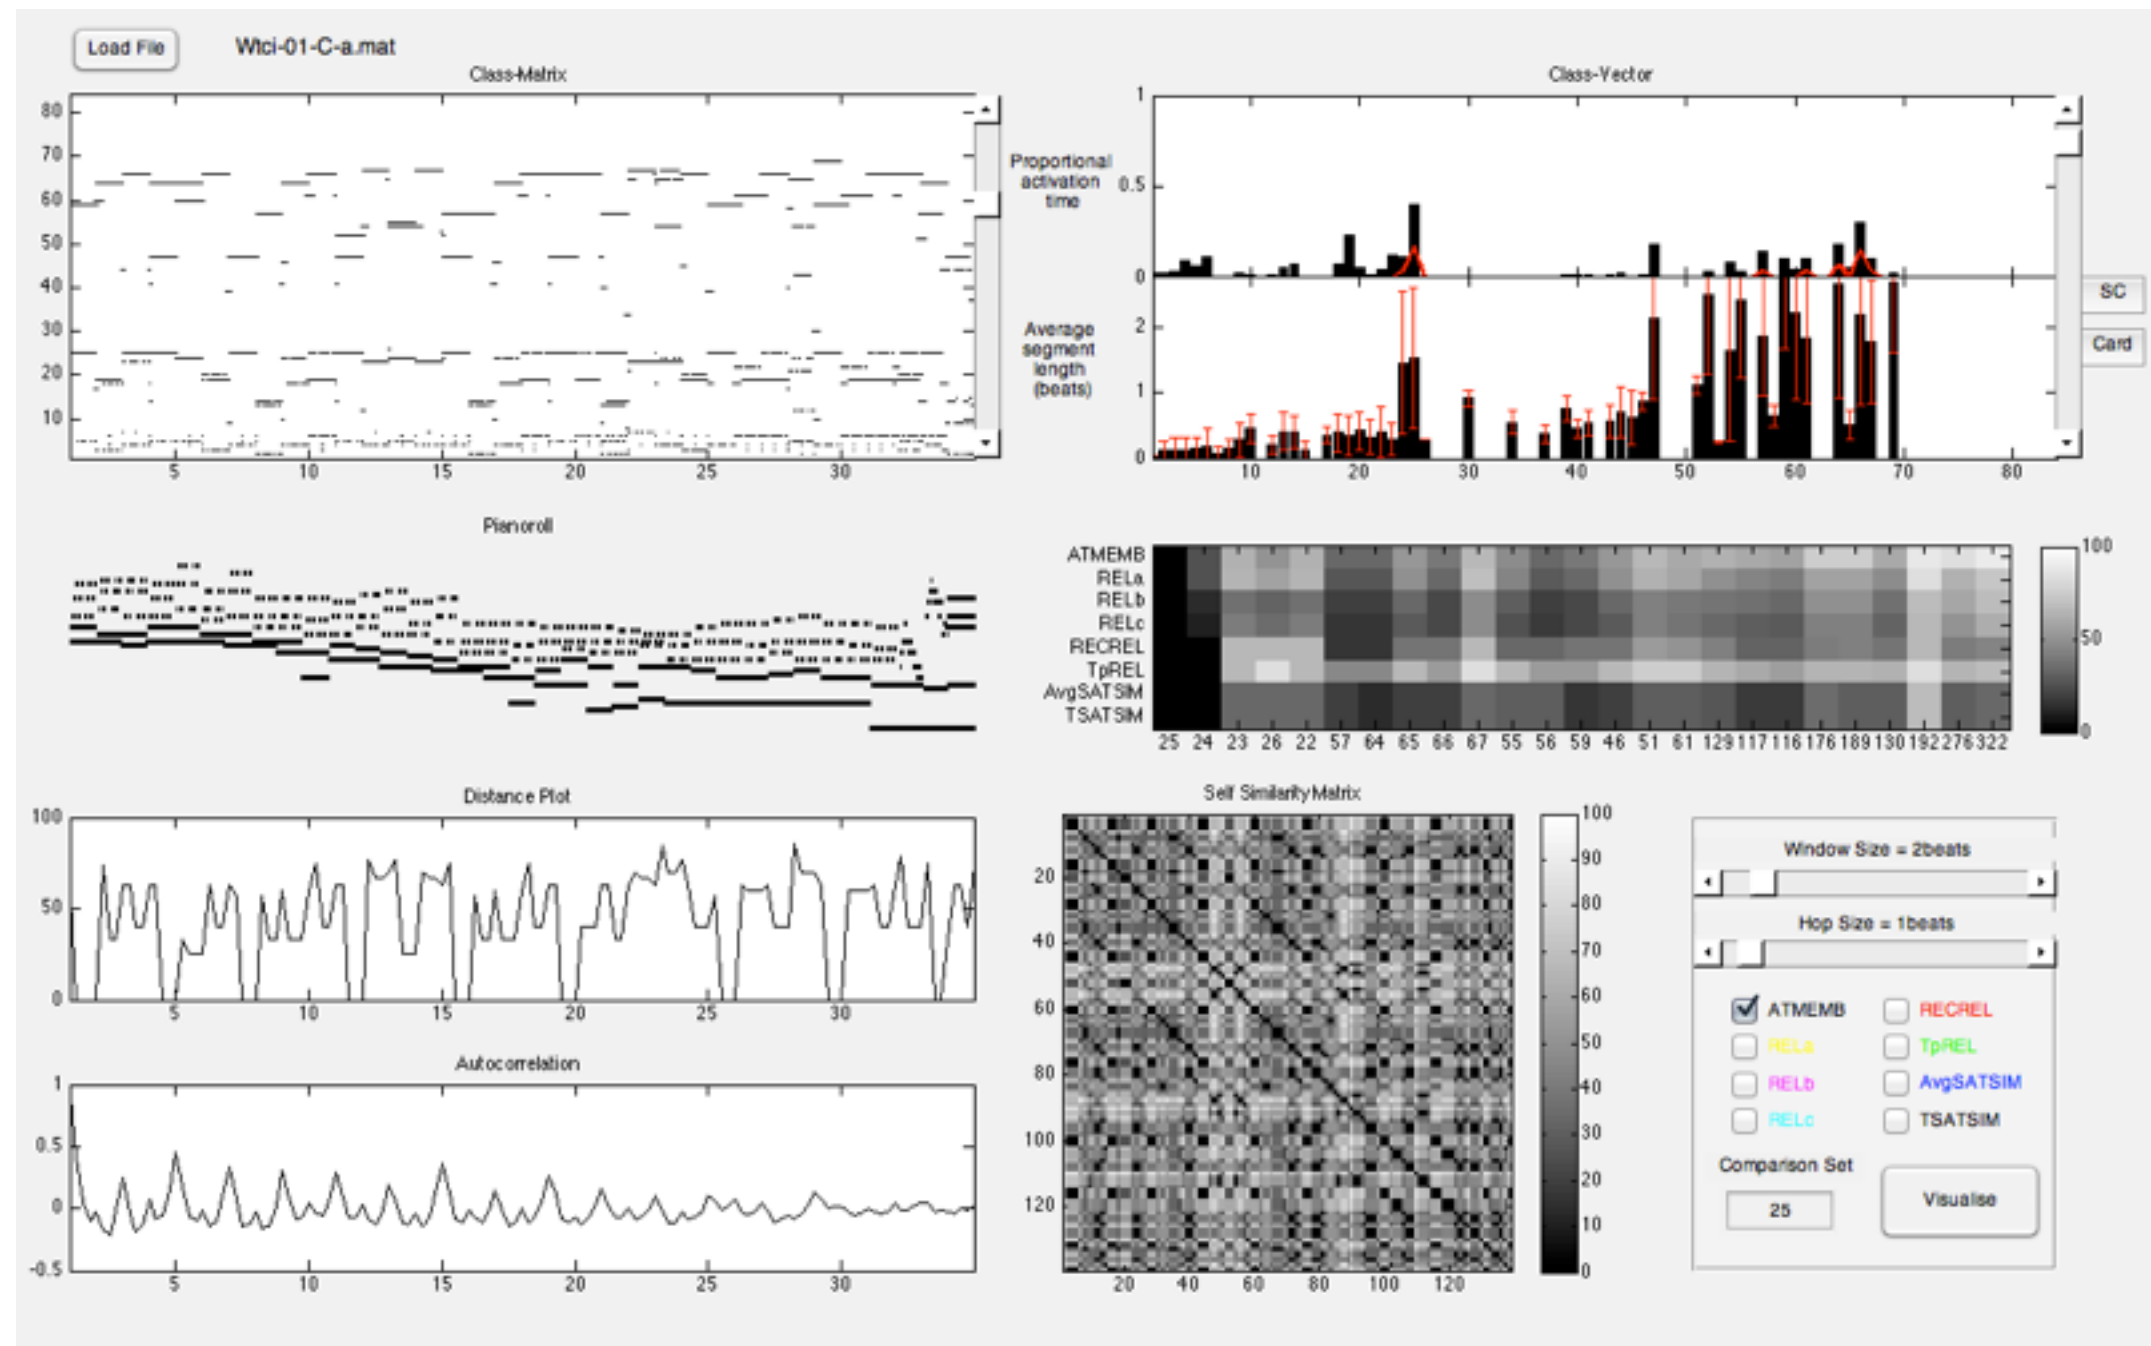 Load File
Wtci-01-C-a.mat
Class-Matrix
80
70
60
50
40
30
20
10
5 10 15 20 25 30
Class-Vector
Proportional
activation
time
1
0.5
0
Average
segment
length
(beats)
2
1
0
10 20 30 40 50 60 70 80
SC
Card
Pianoroll
ATMEMB
RELa
RELb
RELc
RECREL
TpREL
AvgSATSIM
TSATSIM
25 24 23 26 22 57 64 65 66 67 55 56 59 46 51 61 129 117 116 176 189 130 192 276 322
100
50
0
Distance Plot
100
50
0
5 10 15 20 25 30
Autocorrelation
1
0.5
0
-0.5
5 10 15 20 25 30
Self Similarity Matrix
20
40
60
80
100
120
20 40 60 80 100 120
100
90
80
70
60
50
40
30
20
10
0
Window Size = 2beats
Hop Size = 1beats
ATMEMB RECREL
RELa TpREL
RELb AvgSATSIM
RELc TSATSIM
Comparison Set
25
Visualise